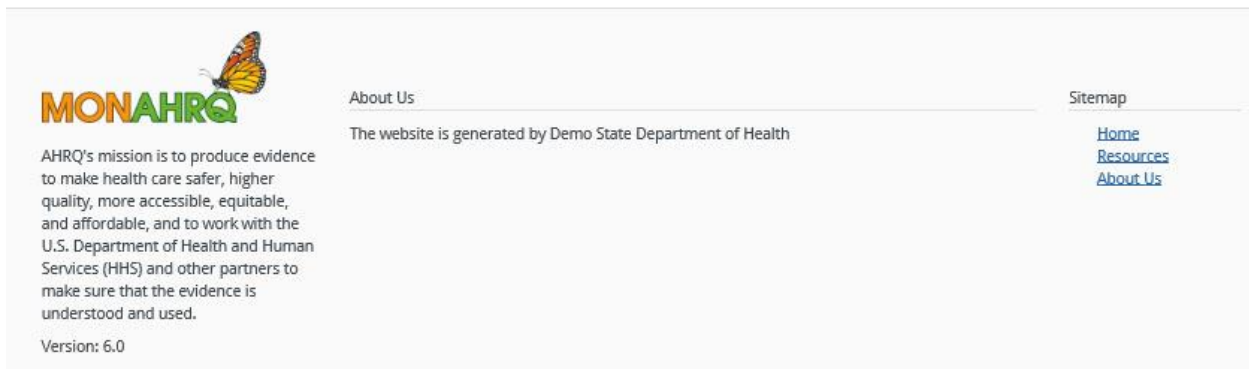 MONAHRQ
AHRQ's mission is to produce evidence
to make health care safer, higher
quality, more accessible, equitable,
and affordable, and to work with the
U.S. Department of Health and Human
Services (HHS) and other partners to
make sure that the evidence is
understood and used.
Version: 6.0
About Us
The website is generated by Demo State Department of Health
Sitemap
Home
Resources
About Us